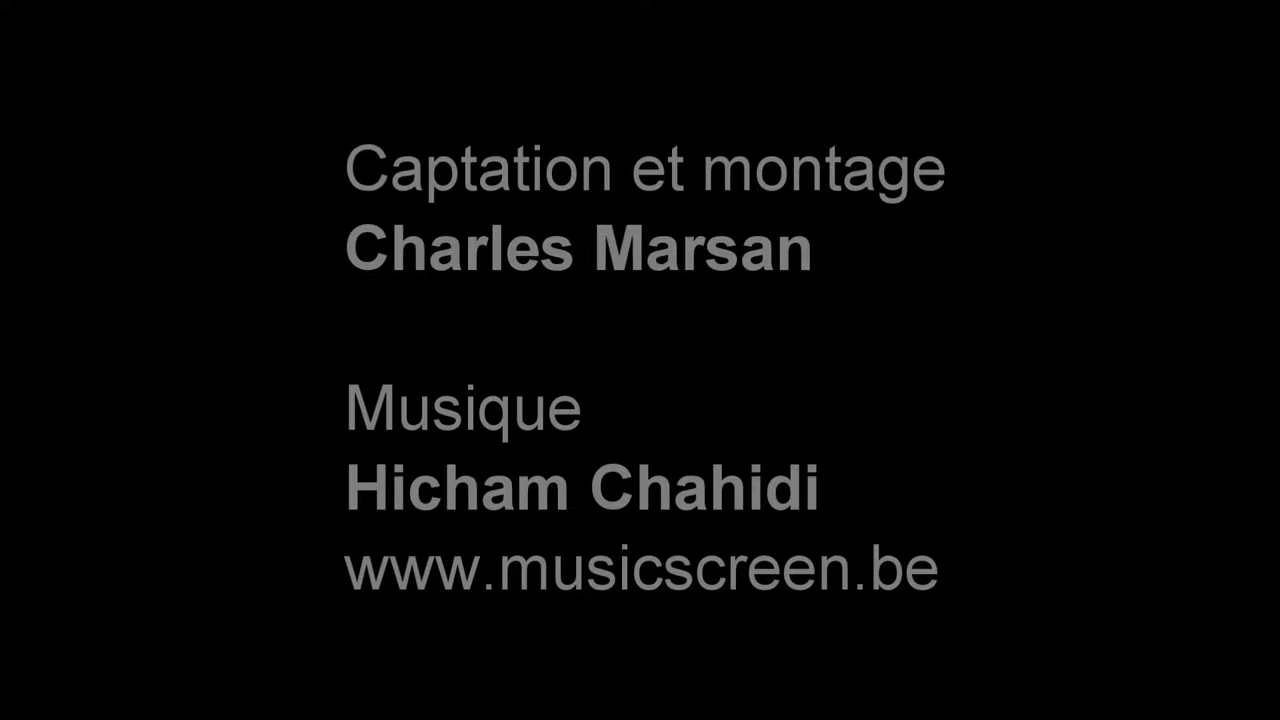 Captation et montage
Charles Marsan
Musique
Hicham Chahidi
www.musicscreen.be